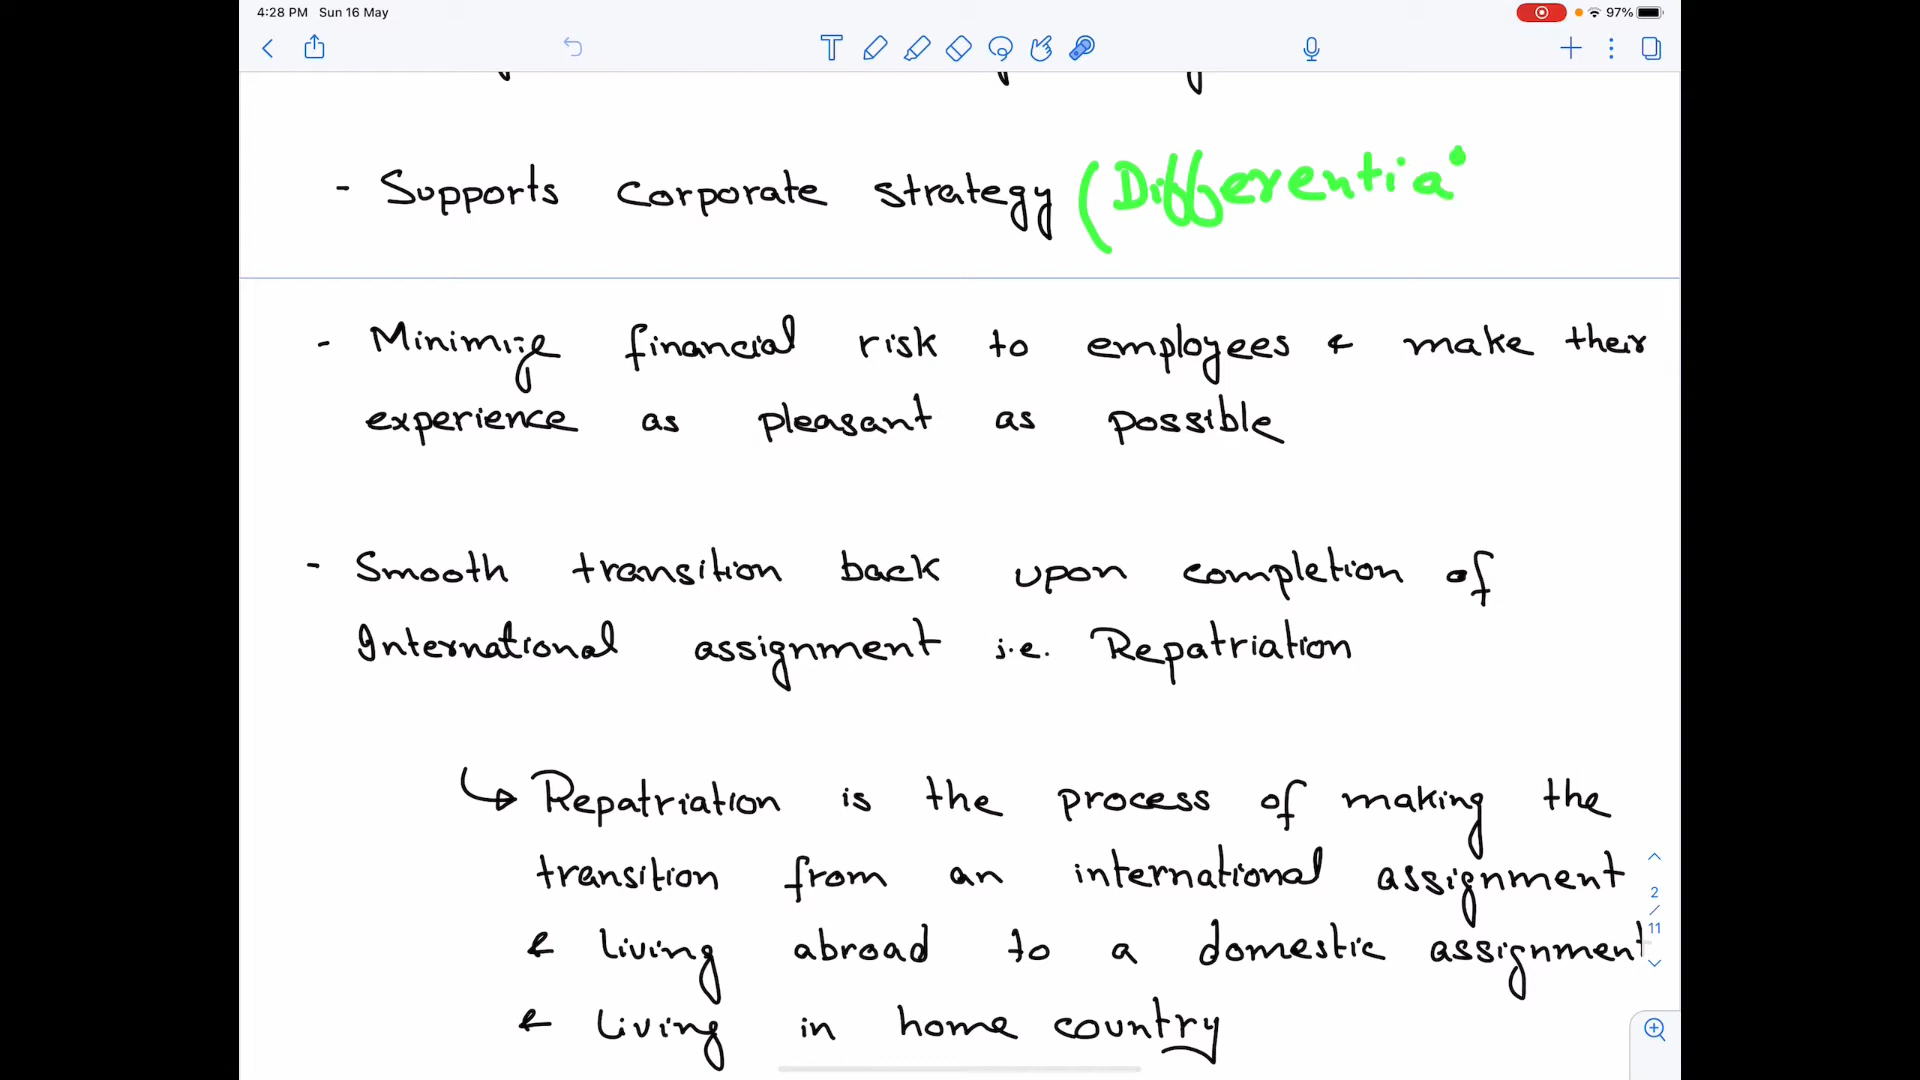 4:28 PM Sun 16 May
97%
- Supports corporate strategy (Differentia
- Minimize financial risk to employees & make their
experience as pleasant as possible
- Smooth transition back upon completion of
International assignment i.e. Repatriation
↳ Repatriation is the process of making the
transition from an international assignment
& living abroad to a domestic assignment
& living in home country
2
/
11